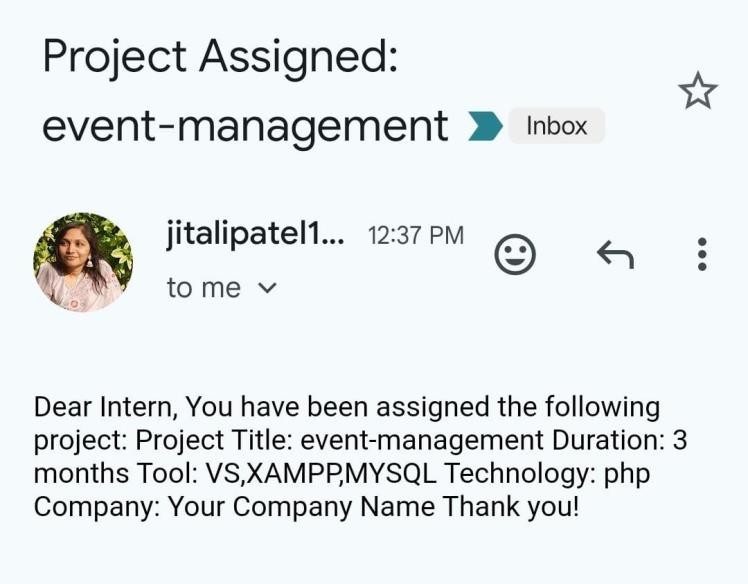 Project Assigned:
event-management Inbox
jitalipatel1... 12:37 PM
to me
Dear Intern, You have been assigned the following
project: Project Title: event-management Duration: 3
months Tool: VS,XAMPP,MYSQL Technology: php
Company: Your Company Name Thank you!